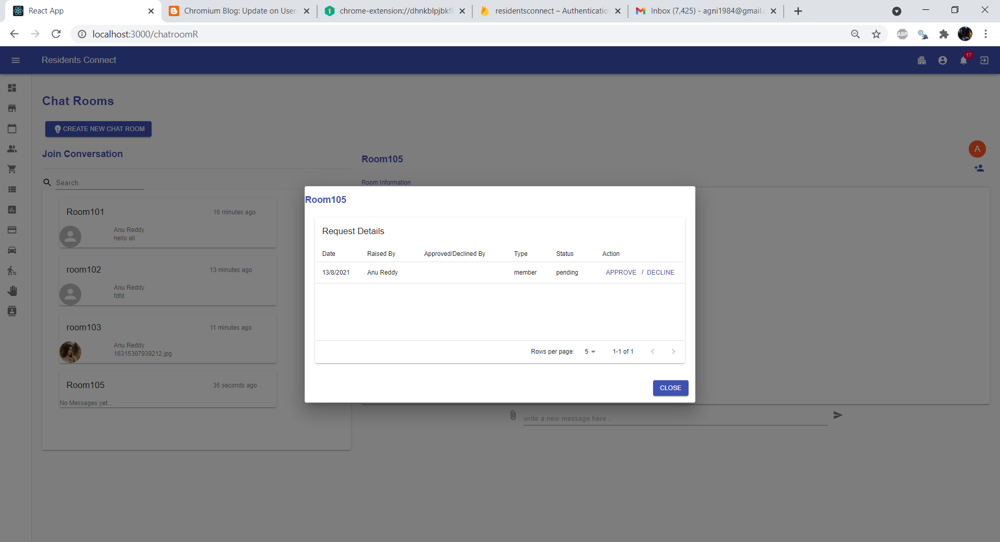 React App
Chromium Blog: Update on User-
chrome-extension://dhnkblpjbkfk
residentsconnect – Authentication
Inbox (7,425) - agni1984@gmail.c
localhost:3000/chatroomR
ABP
Residents Connect
17
Chat Rooms
CREATE NEW CHAT ROOM
Join Conversation
Search
Room101
16 minutes ago
Anu Reddy
hello all
room102
13 minutes ago
Anu Reddy
fdfd
room103
11 minutes ago
Anu Reddy
16315307939212.jpg
Room105
35 seconds ago
No Messages yet...
Room105
A
Room Information
Room105
Request Details
Date Raised By Approved/Declined By Type Status Action
13/8/2021 Anu Reddy member pending APPROVE / DECLINE
Rows per page: 5 1-1 of 1
CLOSE
write a new message here...